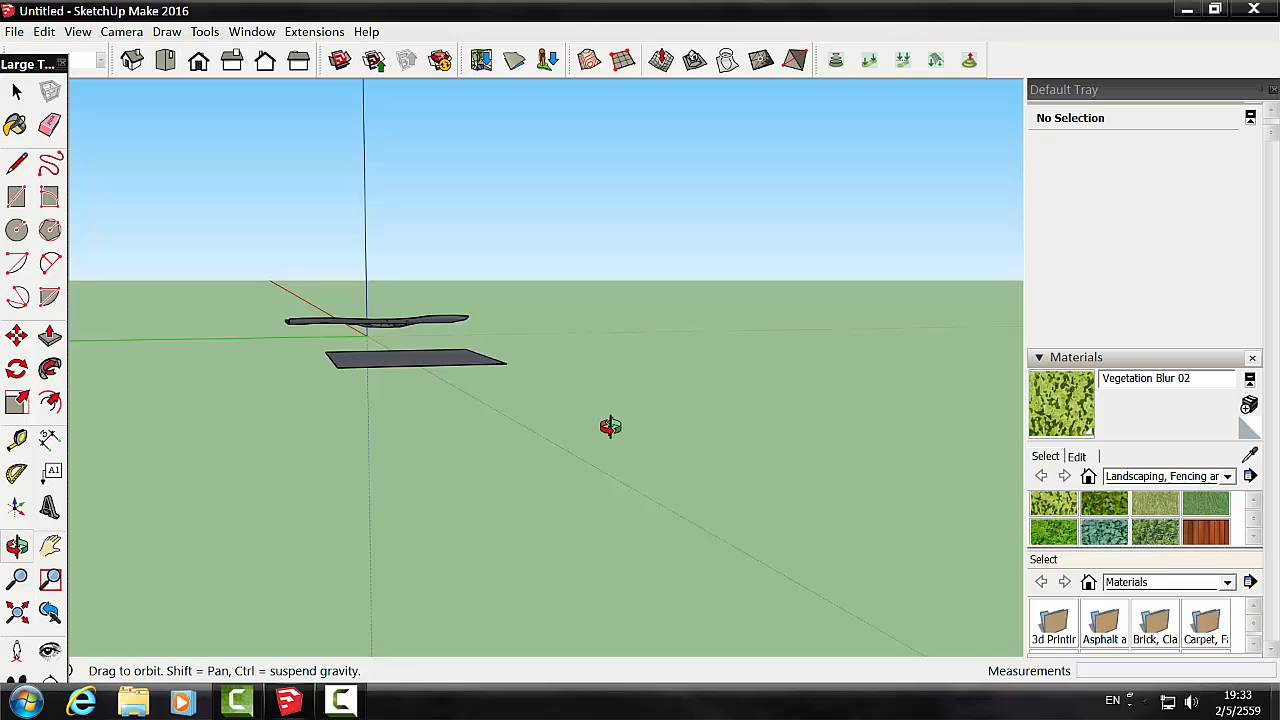 Untitled - SketchUp Make 2016
File Edit View Camera Draw Tools Window Extensions Help
Large T...
Default Tray
No Selection
Materials
Vegetation Blur 02
Select Edit
Landscaping, Fencing ar
Select
Materials
3d Printir Asphalt a Brick, Cla Carpet, F
A1
Drag to orbit. Shift = Pan, Ctrl = suspend gravity.
Measurements
EN
19:33
2/5/2559